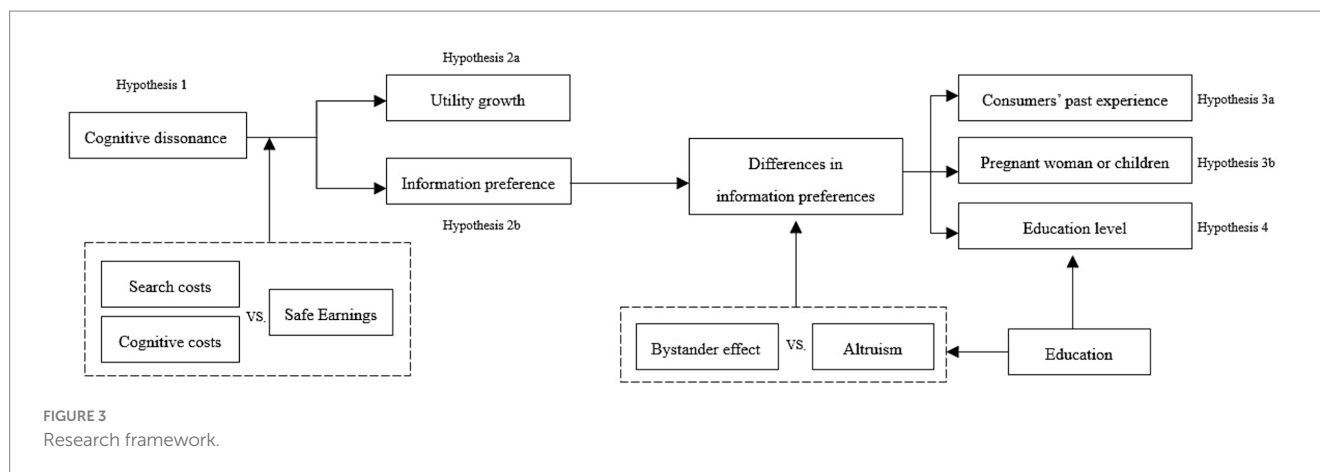 Hypothesis 1
Cognitive dissonance
Hypothesis 2a
Utility growth
Information preference
Hypothesis 2b
Search costs
Cognitive costs
VS.
Safe Earnings
Differences in
information preferences
Bystander effect
VS.
Altruism
Consumers' past experience
Hypothesis 3a
Pregnant woman or children
Hypothesis 3b
Education level
Hypothesis 4
Education
FIGURE 3
Research framework.